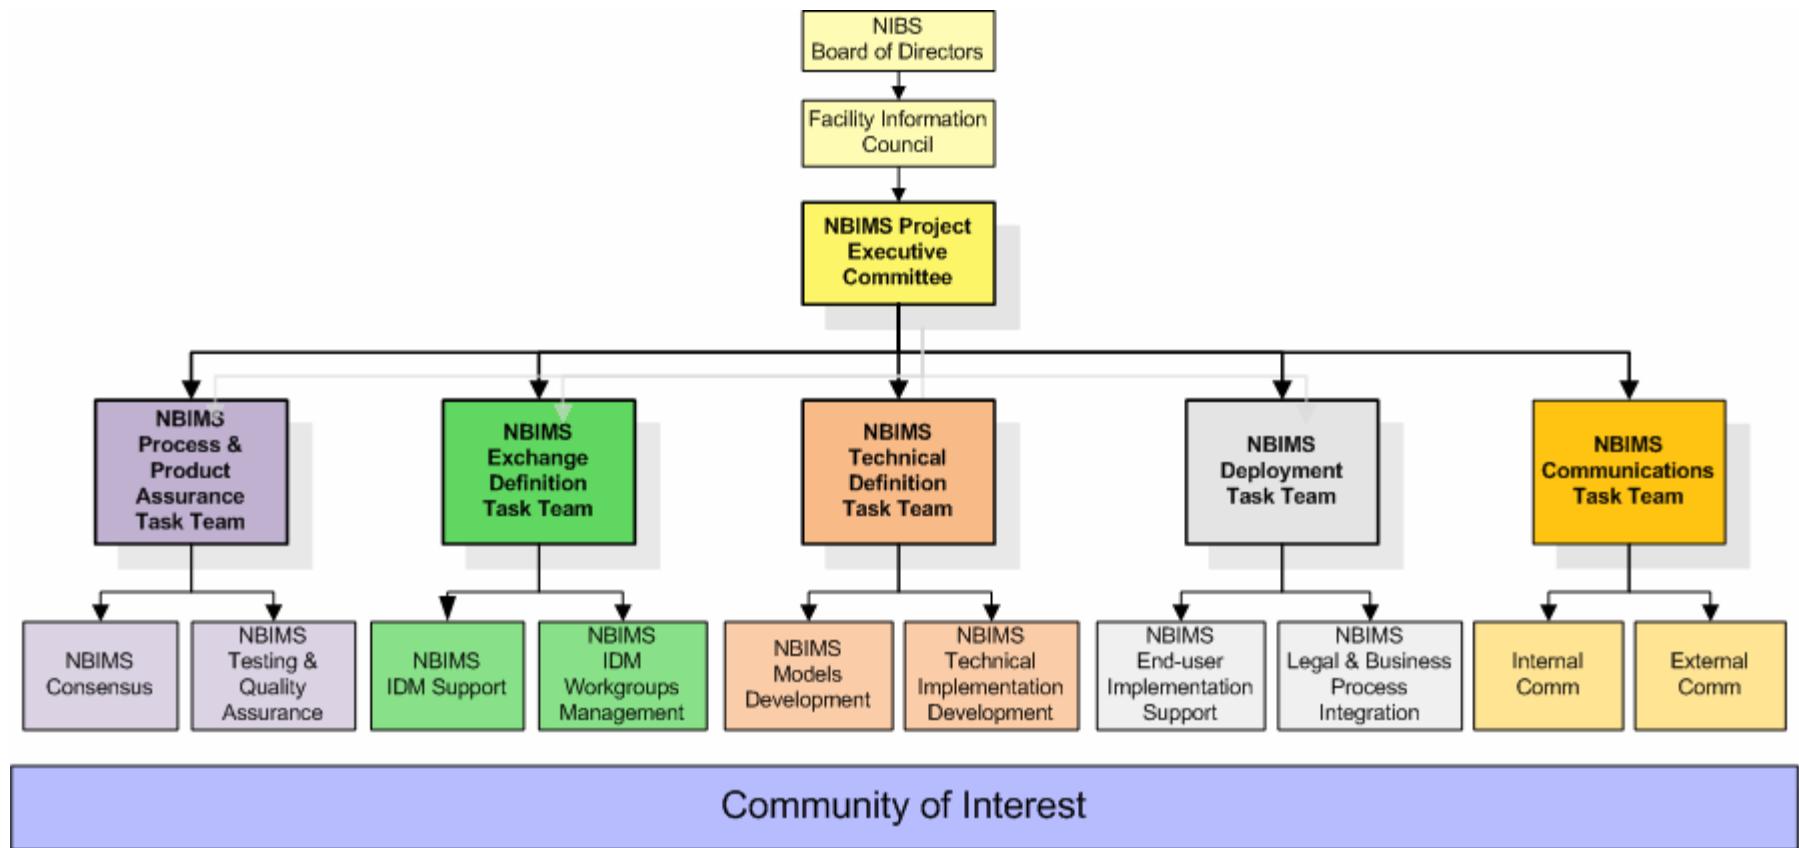 NIBS
Board of Directors
Facility Information
Council
NBIMS Project
Executive
Committee
NBIMS
Process &
Product
Assurance
Task Team
NBIMS
Exchange
Definition
Task Team
NBIMS
Technical
Definition
Task Team
NBIMS
Deployment
Task Team
NBIMS
Communications
Task Team
NBIMS
Consensus
NBIMS
Testing &
Quality
Assurance
NBIMS
IDM Support
NBIMS
IDM
Workgroups
Management
NBIMS
Models
Development
NBIMS
Technical
Implementation
Development
NBIMS
End-user
Implementation
Support
NBIMS
Legal & Business
Process
Integration
Internal
Comm
External
Comm
Community of Interest